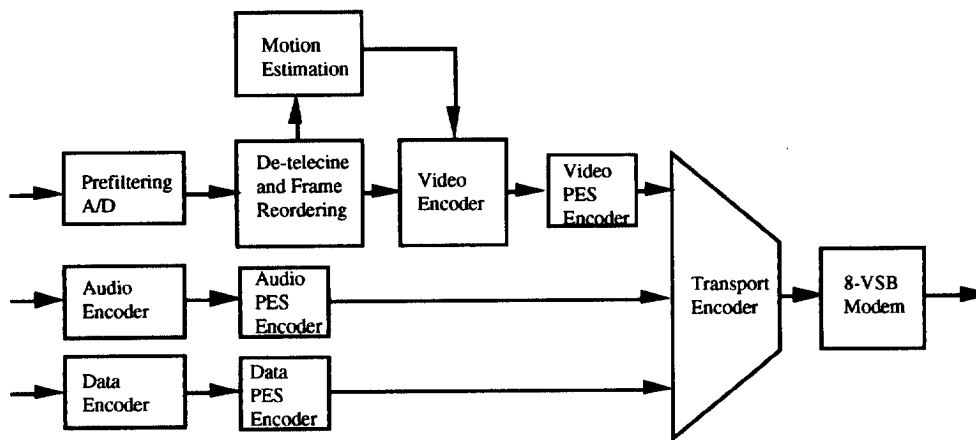 Motion
Estimation
Prefiltering
A/D
De-telecine
and Frame
Reordering
Video
Encoder
Video
PES
Encoder
Audio
Encoder
Audio
PES
Encoder
Transport
Encoder
8-VSB
Modem
Data
Encoder
Data
PES
Encoder